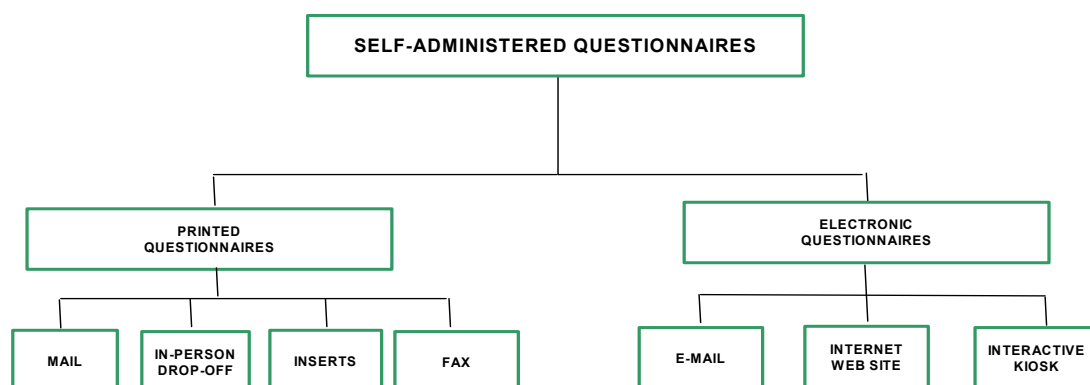 SELF-ADMINISTERED QUESTIONNAIRES
PRINTED
QUESTIONNAIRES
ELECTRONIC
QUESTIONNAIRES
MAIL
IN-PERSON
DROP-OFF
INSERTS
FAX
E-MAIL
INTERNET
WEB SITE
INTERACTIVE
KIOSK